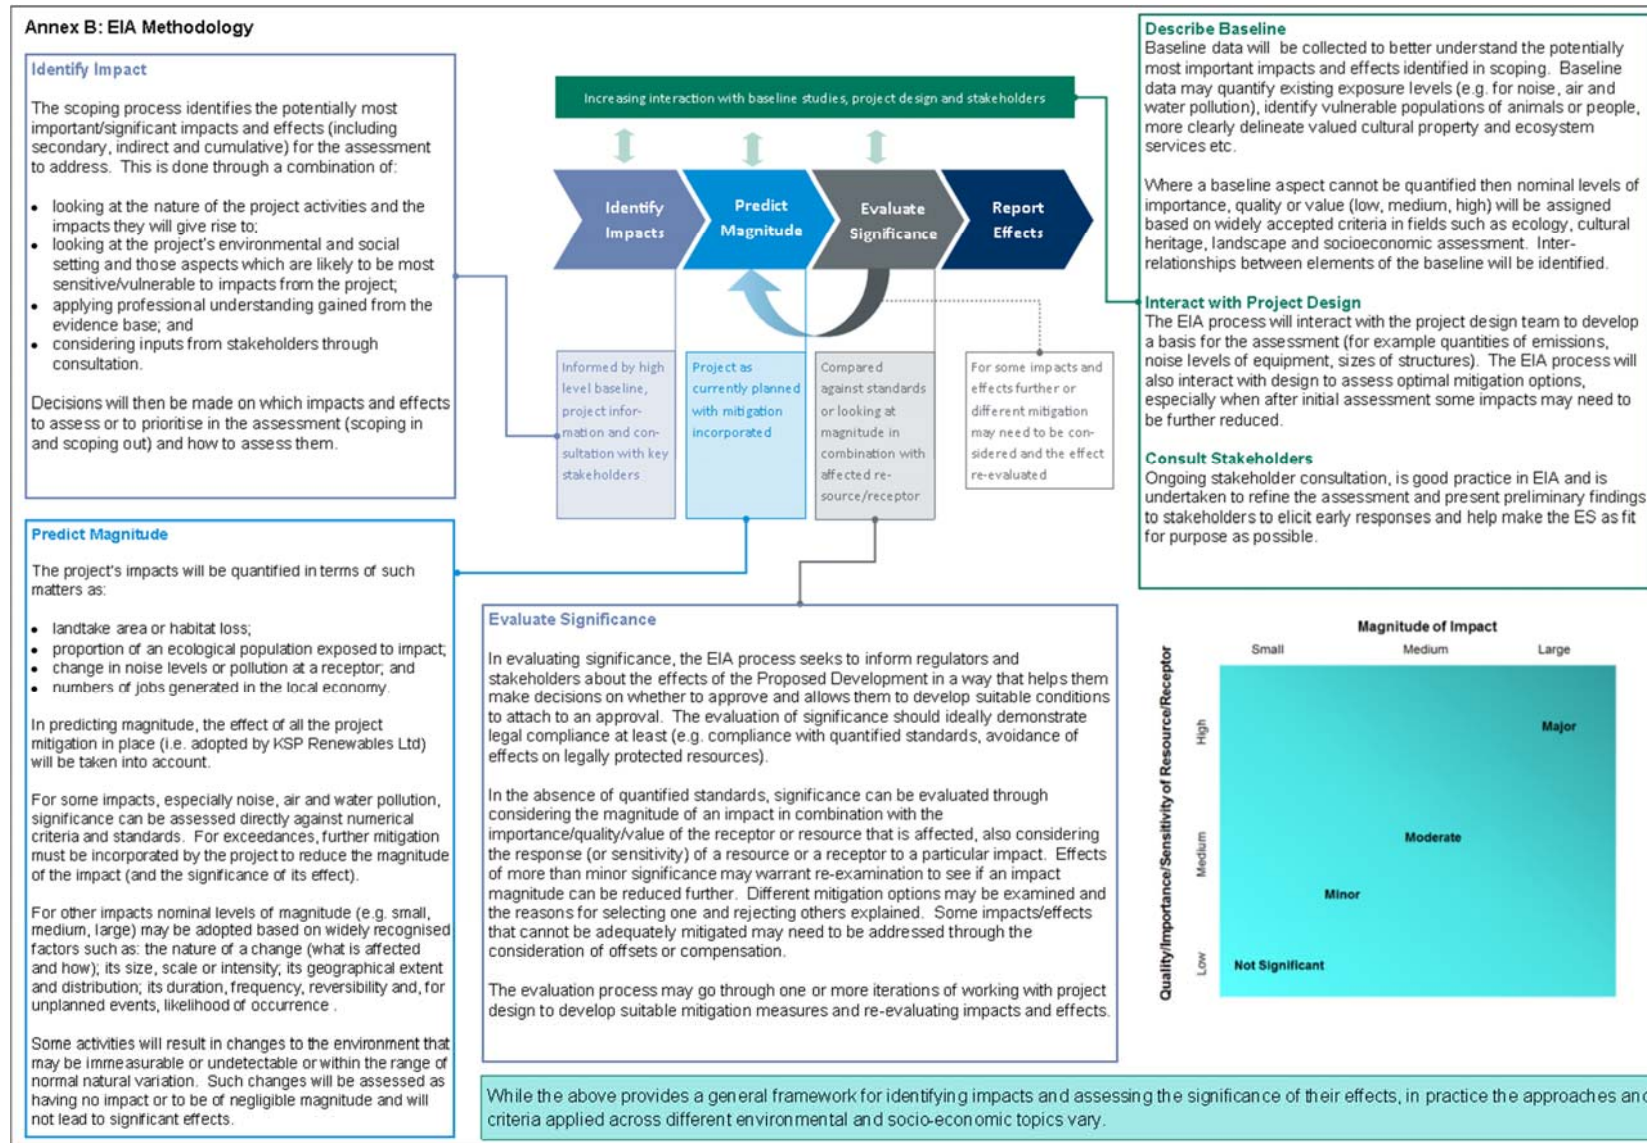 Annex B: EIA Methodology
Identify Impact
The scoping process identifies the potentially most
important/significant impacts and effects (including
secondary, indirect and cumulative) for the assessment
to address. This is done through a combination of:
• looking at the nature of the project activities and the
impacts they will give rise to;
• looking at the project's environmental and social
setting and those aspects which are likely to be most
sensitive/vulnerable to impacts from the project;
• applying professional understanding gained from the
evidence base; and
• considering inputs from stakeholders through
consultation.
Decisions will then be made on which impacts and effects
to assess or to prioritise in the assessment (scoping in
and scoping out) and how to assess them.
Predict Magnitude
The project's impacts will be quantified in terms of such
matters as:
• landtake area or habitat loss;
• proportion of an ecological population exposed to impact;
• change in noise levels or pollution at a receptor; and
• numbers of jobs generated in the local economy.
In predicting magnitude, the effect of all the project
mitigation in place (i.e. adopted by KSP Renewables Ltd)
will be taken into account.
For some impacts, especially noise, air and water pollution,
significance can be assessed directly against numerical
criteria and standards. For exceedances, further mitigation
must be incorporated by the project to reduce the magnitude
of the impact (and the significance of its effect).
For other impacts nominal levels of magnitude (e.g. small,
medium, large) may be adopted based on widely recognised
factors such as: the nature of a change (what is affected
and how); its size, scale or intensity; its geographical extent
and distribution; its duration, frequency, reversibility and, for
unplanned events, likelihood of occurrence .
Some activities will result in changes to the environment that
may be immeasurable or undetectable or within the range of
normal natural variation. Such changes will be assessed as
having no impact or to be of negligible magnitude and will
not lead to significant effects.
Increasing interaction with baseline studies, project design and stakeholders
Identify
Impacts
Predict
Magnitude
Evaluate
Significance
Report
Effects
Informed by high
level baseline,
project infor-
mation and con-
sultation with key
stakeholders
Project as
currently planned
with mitigation
incorporated
Compared
against standards
or looking at
magnitude in
combination with
affected re-
source/receptor
For some impacts and
effects further or
different mitigation
may need to be con-
sidered and the effect
re-evaluated
Evaluate Significance
In evaluating significance, the EIA process seeks to inform regulators and
stakeholders about the effects of the Proposed Development in a way that helps them
make decisions on whether to approve and allows them to develop suitable conditions
to attach to an approval. The evaluation of significance should ideally demonstrate
legal compliance at least (e.g. compliance with quantified standards, avoidance of
effects on legally protected resources).
In the absence of quantified standards, significance can be evaluated through
considering the magnitude of an impact in combination with the
importance/quality/value of the receptor or resource that is affected, also considering
the response (or sensitivity) of a resource or a receptor to a particular impact. Effects
of more than minor significance may warrant re-examination to see if an impact
magnitude can be reduced further. Different mitigation options may be examined and
the reasons for selecting one and rejecting others explained. Some impacts/effects
that cannot be adequately mitigated may need to be addressed through the
consideration of offsets or compensation.
The evaluation process may go through one or more iterations of working with project
design to develop suitable mitigation measures and re-evaluating impacts and effects.
Describe Baseline
Baseline data will be collected to better understand the potentially
most important impacts and effects identified in scoping. Baseline
data may quantify existing exposure levels (e.g. for noise, air and
water pollution), identify vulnerable populations of animals or people,
more clearly delineate valued cultural property and ecosystem
services etc.
Where a baseline aspect cannot be quantified then nominal levels of
importance, quality or value (low, medium, high) will be assigned
based on widely accepted criteria in fields such as ecology, cultural
heritage, landscape and socioeconomic assessment. Inter-
relationships between elements of the baseline will be identified.
Interact with Project Design
The EIA process will interact with the project design team to develop
a basis for the assessment (for example quantities of emissions,
noise levels of equipment, sizes of structures). The EIA process will
also interact with design to assess optimal mitigation options,
especially when after initial assessment some impacts may need to
be further reduced.
Consult Stakeholders
Ongoing stakeholder consultation, is good practice in EIA and is
undertaken to refine the assessment and present preliminary findings
to stakeholders to elicit early responses and help make the ES as fit
for purpose as possible.
Magnitude of Impact
Small Medium Large
Quality/Importance/Sensitivity of Resource/Receptor
High
Medium
Low
Major
Moderate
Minor
Not Significant
While the above provides a general framework for identifying impacts and assessing the significance of their effects, in practice the approaches and
criteria applied across different environmental and socio-economic topics vary.